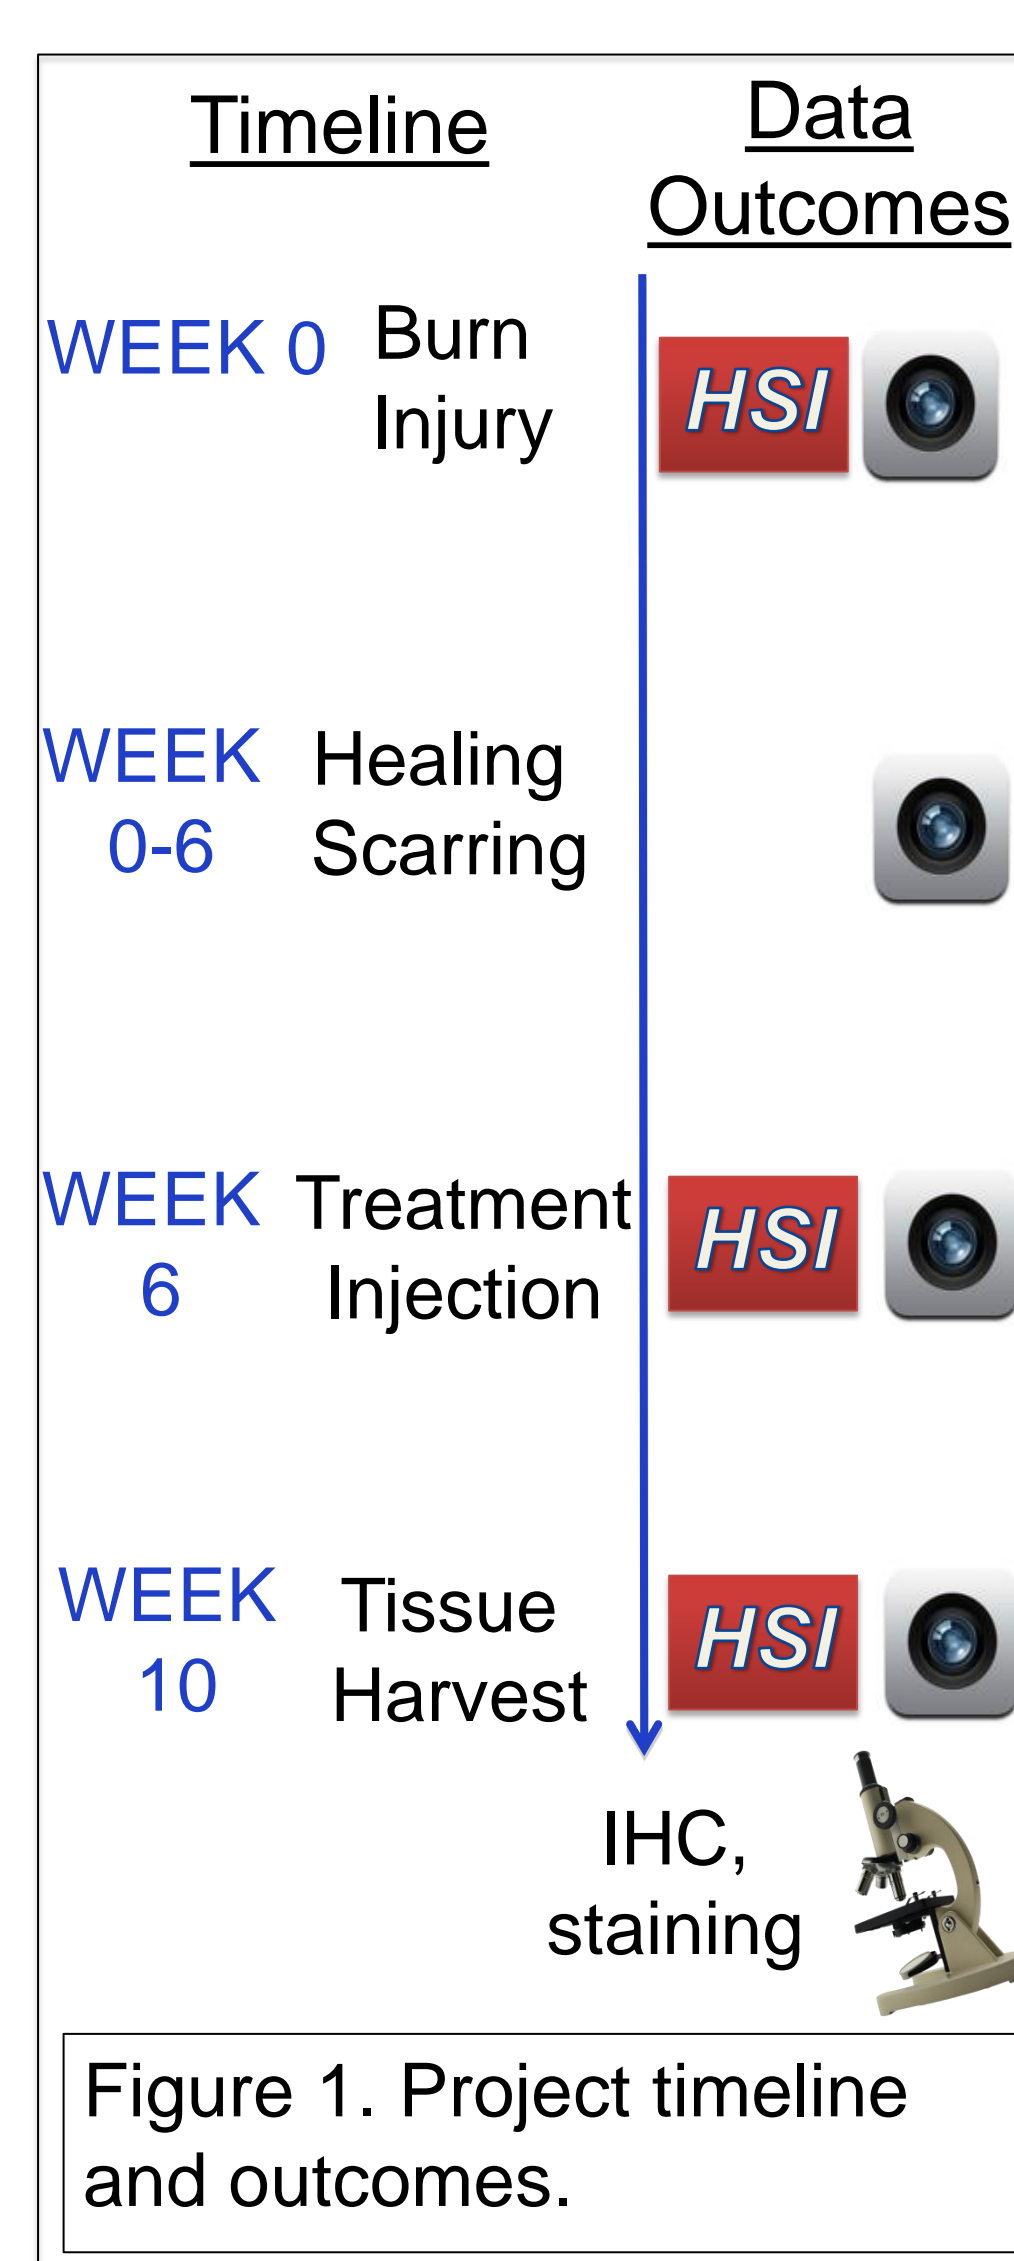 Timeline
Data
Outcomes
WEEK 0
Burn
Injury
HSI
WEEK
0-6
Healing
Scarring
WEEK
6
Treatment
Injection
HSI
WEEK
10
Tissue
Harvest
HSI
IHC,
staining
Figure 1. Project timeline
and outcomes.